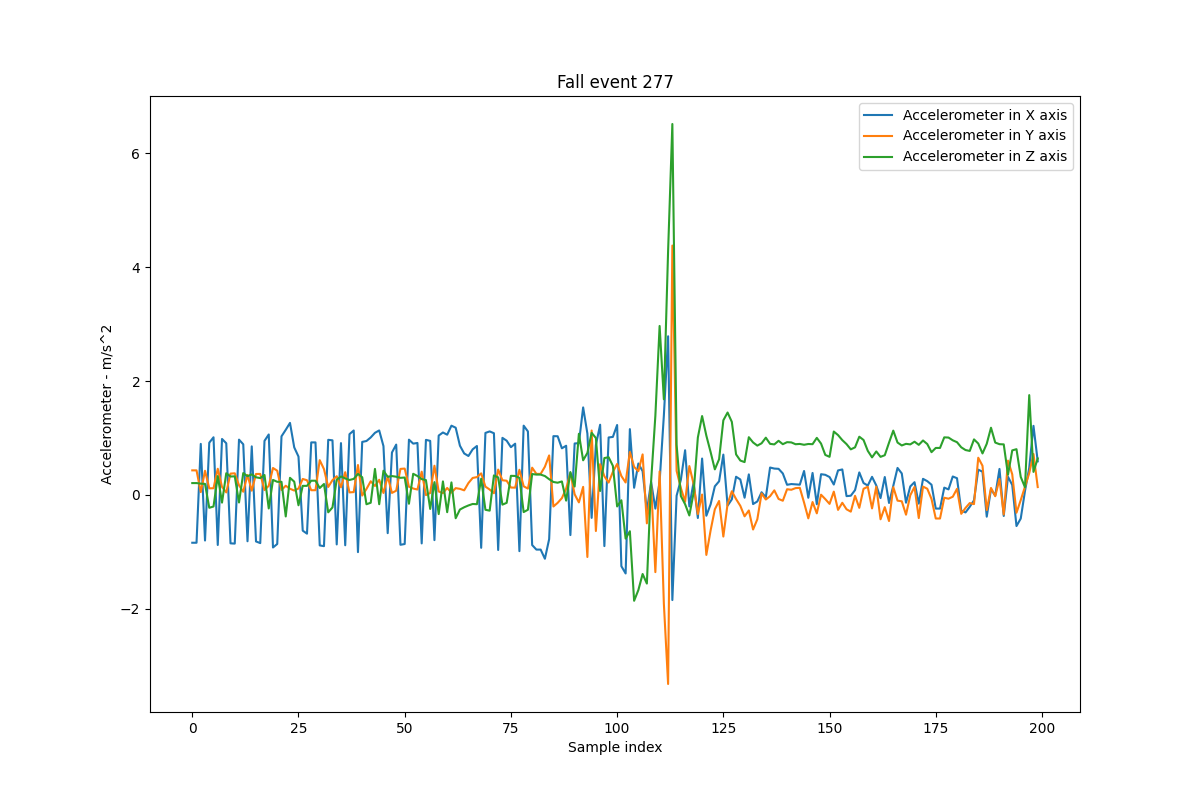 Fall event 277
Accelerometer in X axis
Accelerometer in Y axis
Accelerometer in Z axis
Accelerometer - m/s^2
6
4
2
0
−2
0 25 50 75 100 125 150 175 200
Sample index